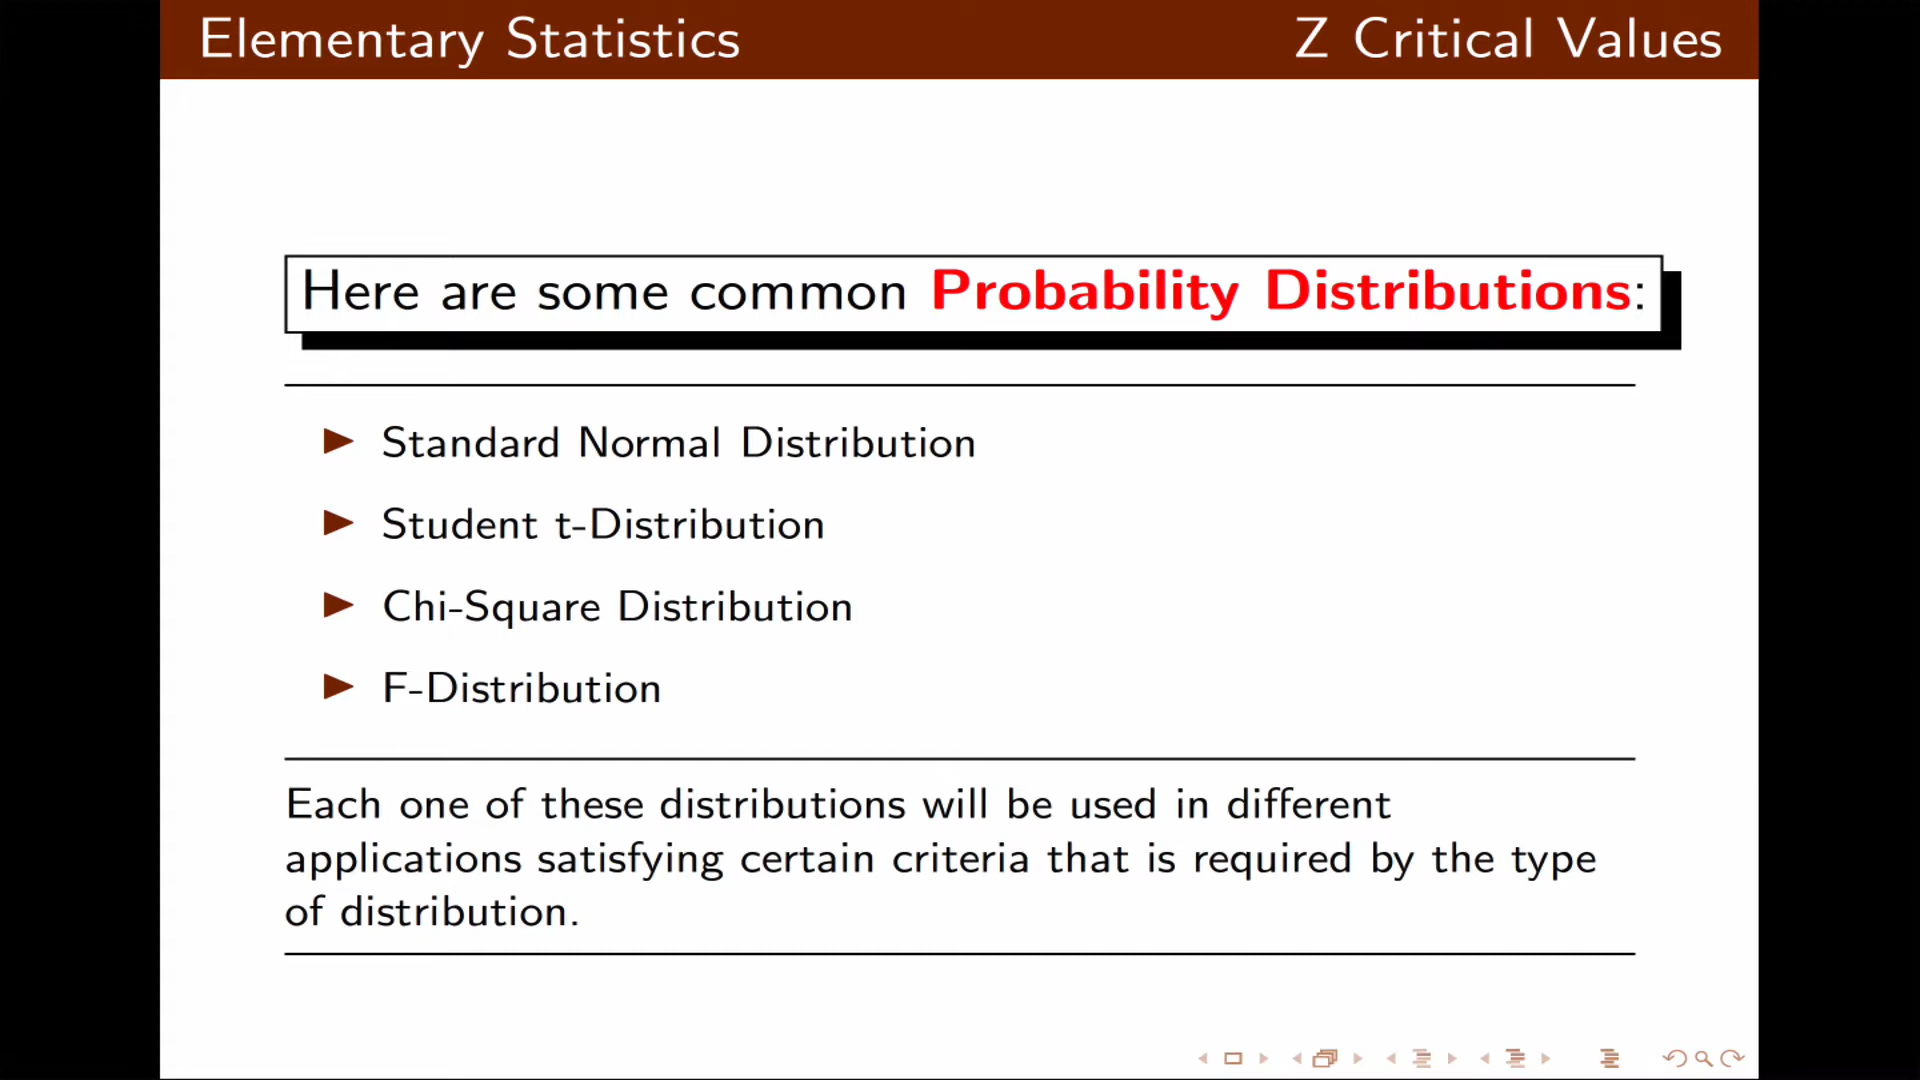 Elementary Statistics
Z Critical Values
Here are some common Probability Distributions:
Standard Normal Distribution
Student t-Distribution
Chi-Square Distribution
F-Distribution
Each one of these distributions will be used in different
applications satisfying certain criteria that is required by the type
of distribution.